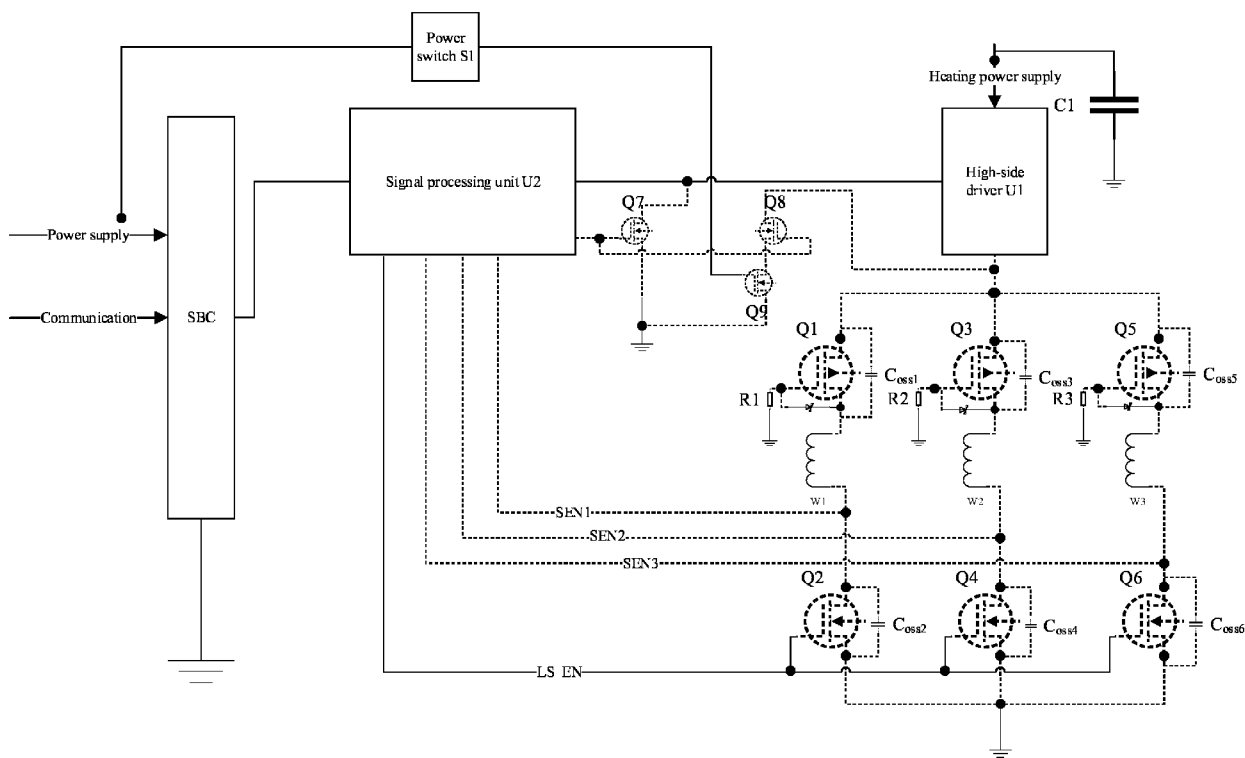 Power
switch S1
Heating power supply
C1
Signal processing unit U2
High-side
driver U1
Q7
Q8
Power supply
Q9
Communication
SBC
Q1
Q3
Q5
Coss1
Coss3
Coss5
R1
R2
R3
W1
W2
W3
SEN1
SEN2
SEN3
Q2
Q4
Q6
Coss2
Coss4
Coss6
LS_EN